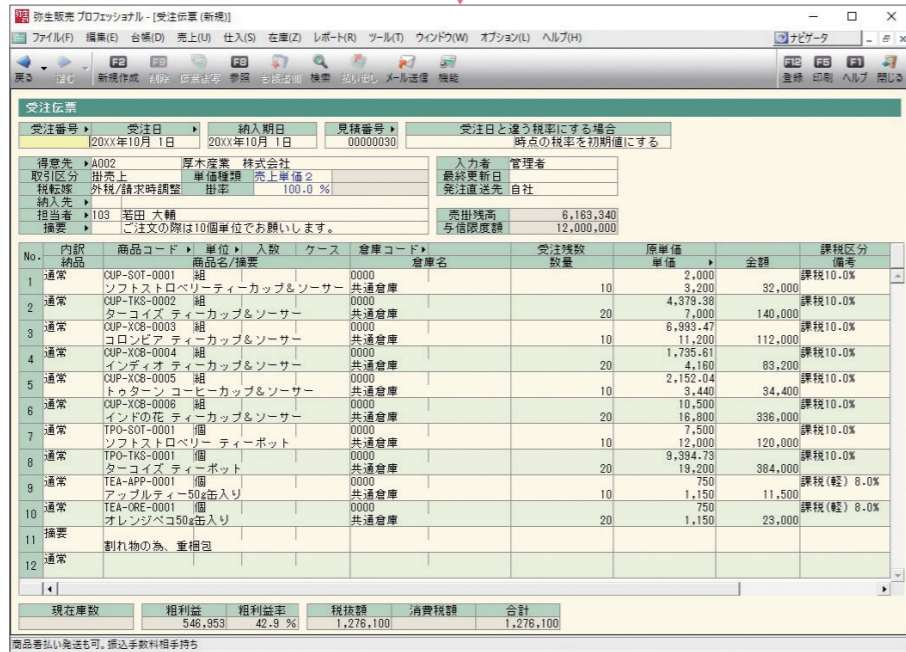 弥生販売 プロフェッショナル - [受注伝票 (新規)]
ファイル(F) 編集(E) 台帳(D) 売上(U) 仕入(S) 在庫(Z) レポート(R) ツール(T) ウィンドウ(W) オプション(L) ヘルプ(H) ナビゲータ
F2 F9 F8 F12 F5 F1
戻る 新規作成 削除 伝票複写 参照 検索 メール送信 機能 登録 印刷 ヘルプ 閉じる
受注伝票
受注番号 受注日 納入期日 見積番号 受注日と違う税率にする場合
20XX年10月 1日 20XX年10月 1日 00000030 時点の税率を初期値にする
得意先 A002 厚木産業 株式会社 入力者 管理者
取引区分 掛売上 単価種類 売上単価2 最終更新日
税転嫁 外税/請求時調整 掛率 100.0 % 発注直送先 自社
納入先
担当者 103 若田 大輔 売掛残高 6,163,340
摘要 ご注文の際は10個単位でお願いします。 与信限度額 12,000,000
No. 内訳 商品コード 単位 入数 ケース 倉庫コード 受注残数 原単価 課税区分
納品 商品名/摘要 倉庫名 数量 単価 金額 備考
1 通常 CUP-SOT-0001 組 0000 2,000 課税10.0%
ソフトストロベリーティーカップ&ソーサー 共通倉庫 10 3,200 32,000
2 通常 CUP-TKS-0002 組 0000 4,379.38 課税10.0%
ターコイズ ティーカップ&ソーサー 共通倉庫 20 7,000 140,000
3 通常 CUP-XCB-0003 組 0000 6,993.47 課税10.0%
コロンビア ティーカップ&ソーサー 共通倉庫 10 11,200 112,000
4 通常 CUP-XCB-0004 組 0000 1,735.61 課税10.0%
インディオ ティーカップ&ソーサー 共通倉庫 20 4,160 83,200
5 通常 CUP-XCB-0005 組 0000 2,152.04 課税10.0%
トゥターン コーヒーカップ&ソーサー 共通倉庫 10 3,440 34,400
6 通常 CUP-XCB-0006 組 0000 10,500 課税10.0%
インドの花 ティーカップ&ソーサー 共通倉庫 20 16,800 336,000
7 通常 TPO-SOT-0001 個 0000 7,500 課税10.0%
ソフトストロベリー ティーポット 共通倉庫 10 12,000 120,000
8 通常 TPO-TKS-0001 個 0000 9,394.73 課税10.0%
ターコイズ ティーポット 共通倉庫 20 19,200 384,000
9 通常 TEA-APP-0001 個 0000 750 課税(軽) 8.0%
アップルティー50g缶入り 共通倉庫 10 1,150 11,500
10 通常 TEA-ORE-0001 個 0000 750 課税(軽) 8.0%
オレンジペコ50g缶入り 共通倉庫 20 1,150 23,000
11 摘要
割れ物の為、重梱包
12 通常
現在庫数 粗利益 粗利益率 税抜額 消費税額 合計
546,953 42.9 % 1,276,100 1,276,100
商品着払い発送も可。振込手数料相手持ち